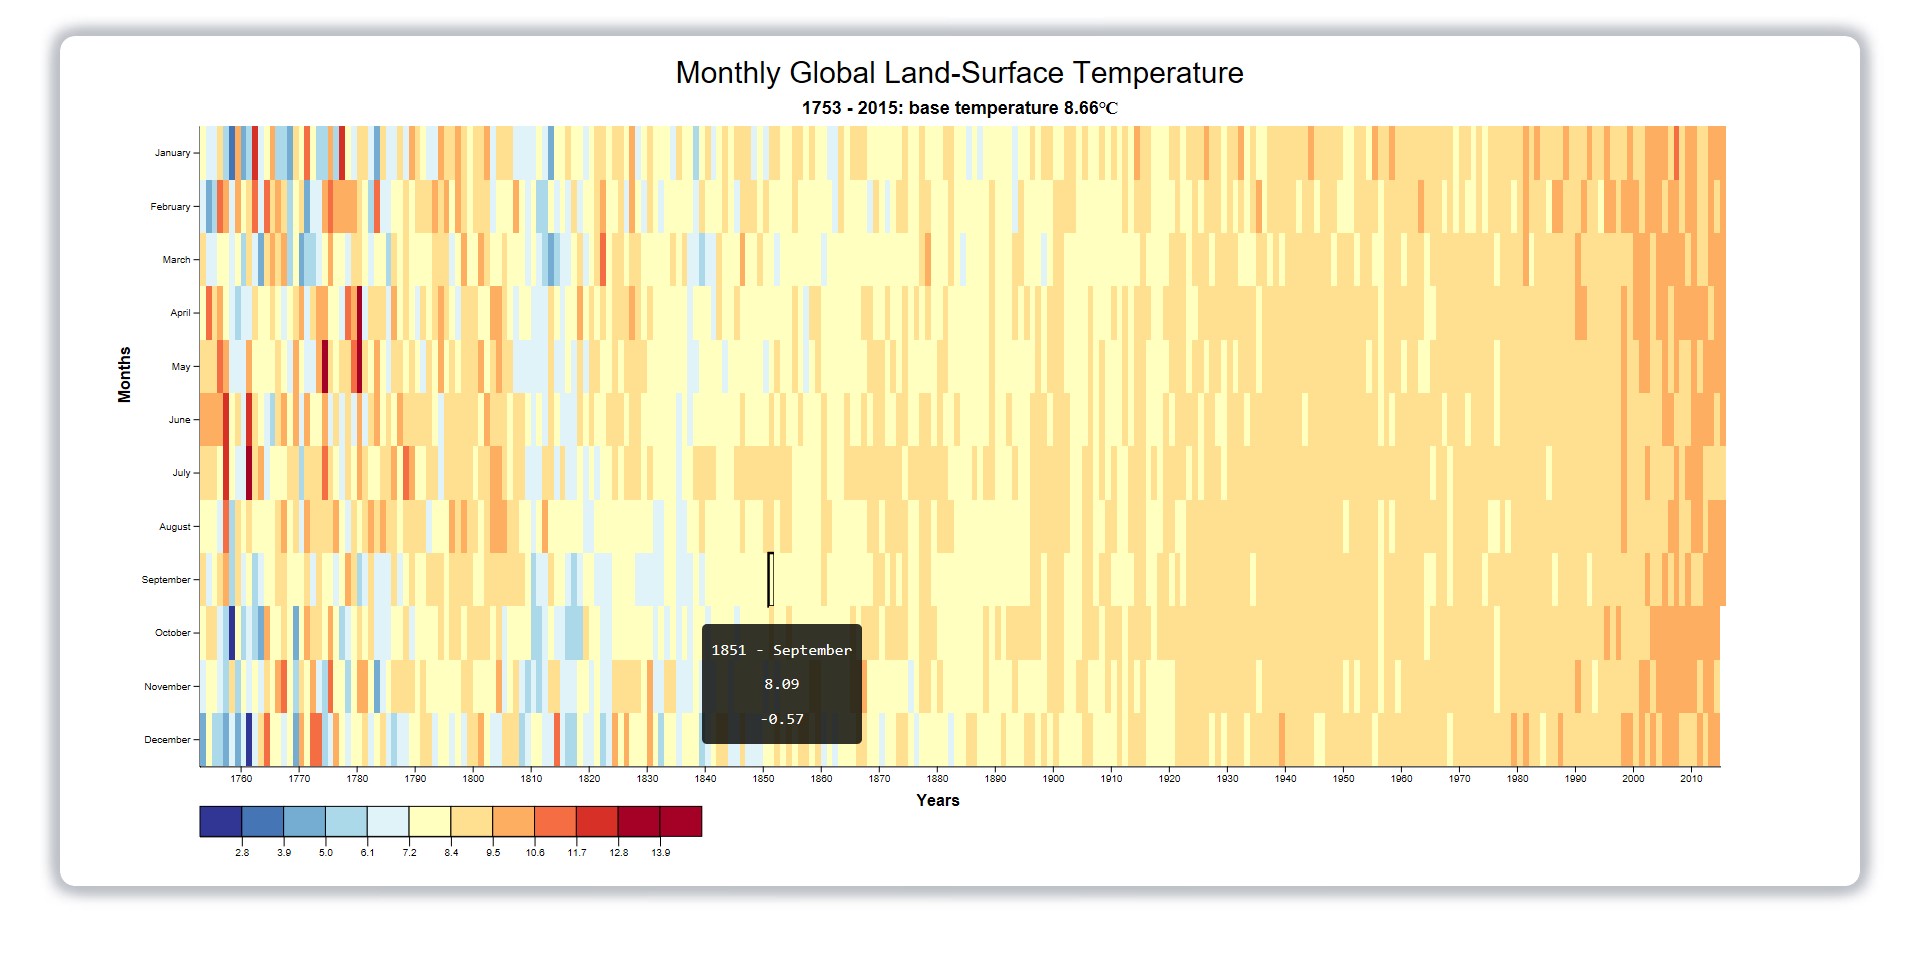 Monthly Global Land-Surface Temperature
1753 - 2015: base temperature 8.66℃
January
February
March
April
May
June
July
August
September
October
November
December
Months
1851 - September
8.09
-0.57
1760 1770 1780 1790 1800 1810 1820 1830 1840 1850 1860 1870 1880 1890 1900 1910 1920 1930 1940 1950 1960 1970 1980 1990 2000 2010
Years
2.8 3.9 5.0 6.1 7.2 8.4 9.5 10.6 11.7 12.8 13.9